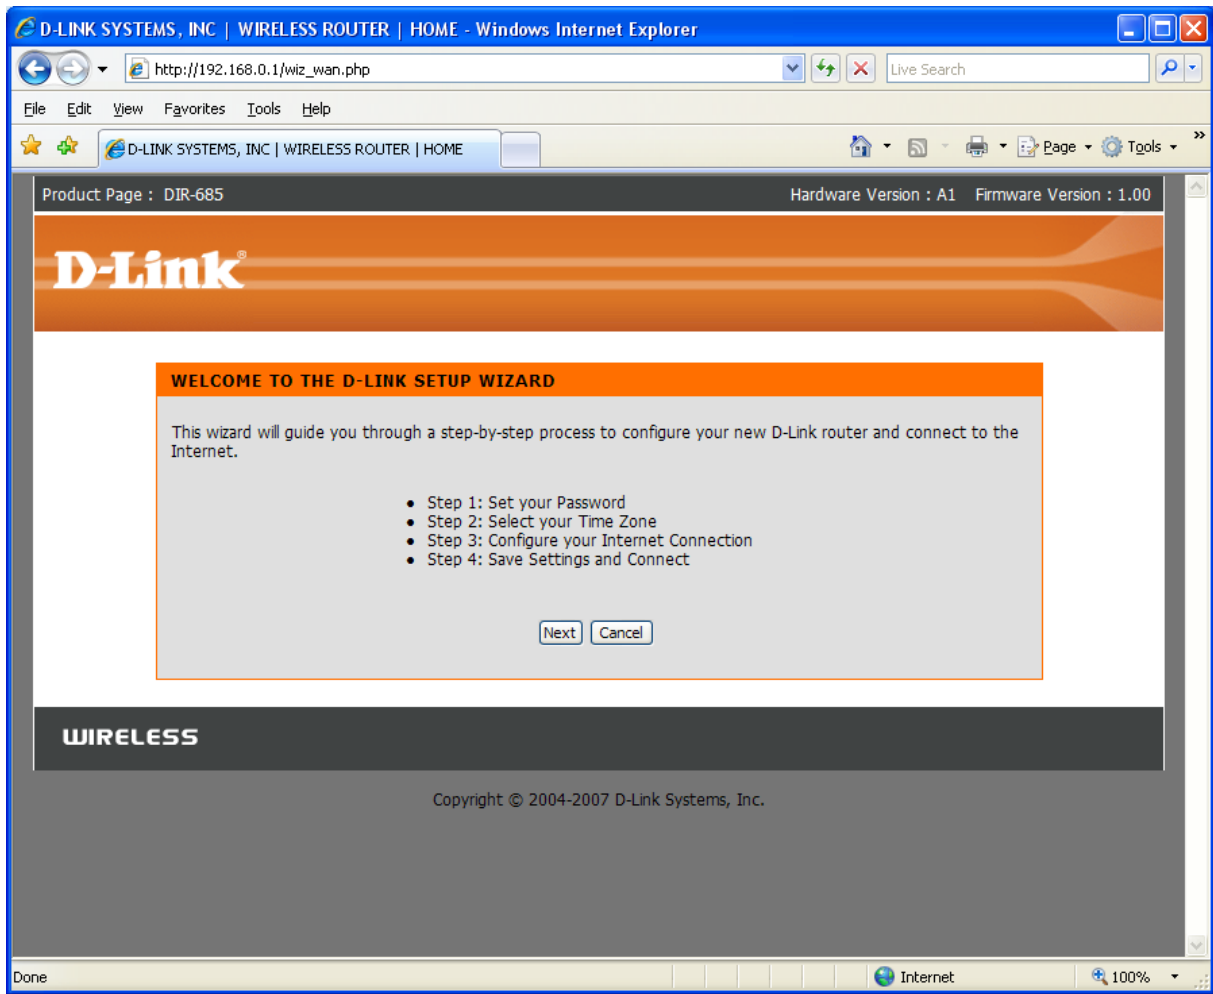 D-LINK SYSTEMS, INC | WIRELESS ROUTER | HOME - Windows Internet Explorer
http://192.168.0.1/wiz_wan.php
Live Search
File Edit View Favorites Tools Help
D-LINK SYSTEMS, INC | WIRELESS ROUTER | HOME
Page Tools »
Product Page : DIR-685 Hardware Version : A1 Firmware Version : 1.00
D-Link®
WELCOME TO THE D-LINK SETUP WIZARD
This wizard will guide you through a step-by-step process to configure your new D-Link router and connect to the
Internet.
• Step 1: Set your Password
• Step 2: Select your Time Zone
• Step 3: Configure your Internet Connection
• Step 4: Save Settings and Connect
Next Cancel
WIRELESS
Copyright © 2004-2007 D-Link Systems, Inc.
Done Internet 100%